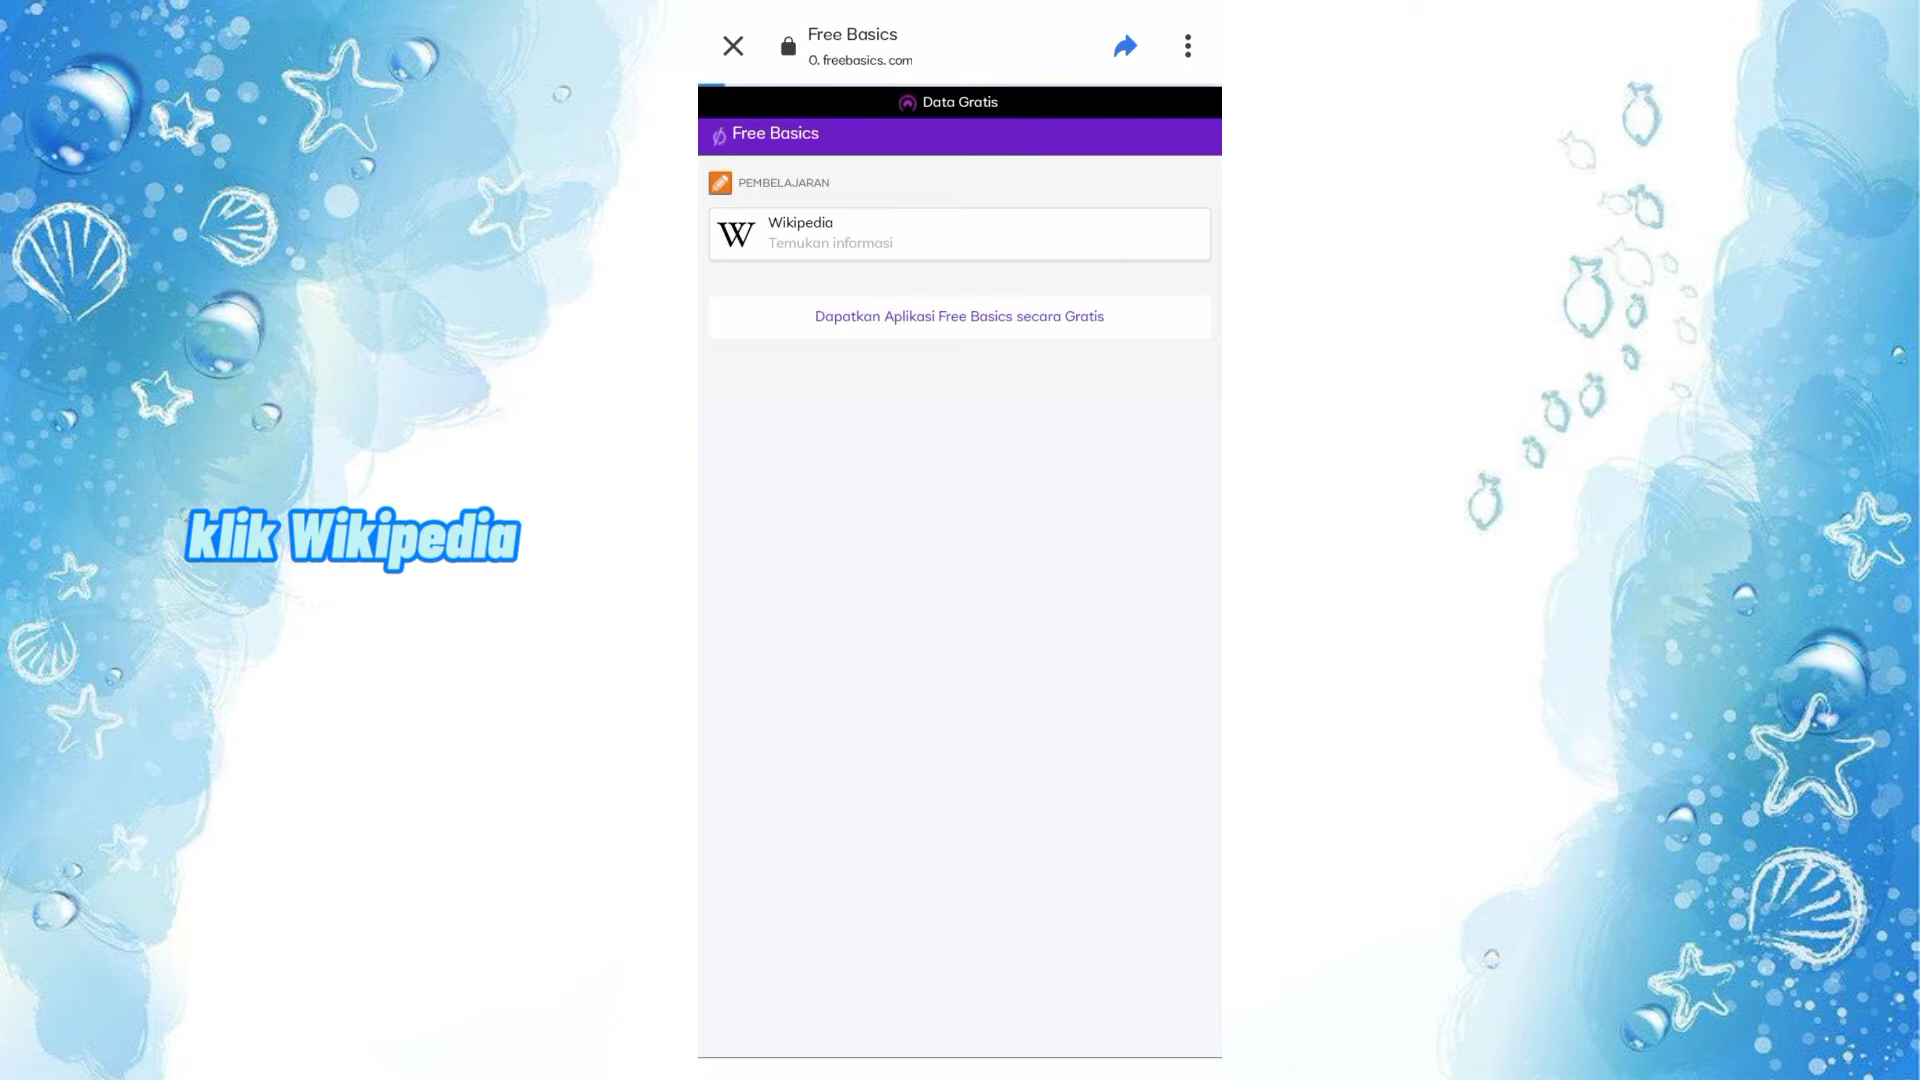 Free Basics
0. freebasics. com
Data Gratis
Free Basics
PEMBELAJARAN
W Wikipedia
Temukan informasi
Dapatkan Aplikasi Free Basics secara Gratis
klik Wikipedia